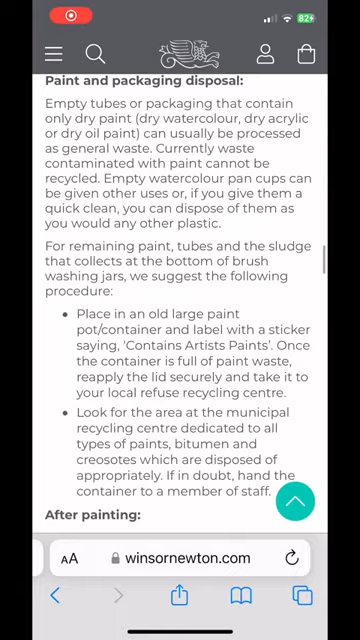 82
Paint and packaging disposal:
Empty tubes or packaging that contain
only dry paint (dry watercolour, dry acrylic
or dry oil paint) can usually be processed
as general waste. Currently waste
contaminated with paint cannot be
recycled. Empty watercolour pan cups can
be given other uses or, if you give them a
quick clean, you can dispose of them as
you would any other plastic.
For remaining paint, tubes and the sludge
that collects at the bottom of brush
washing jars, we suggest the following
procedure:
• Place in an old large paint
pot/container and label with a sticker
saying, ‘Contains Artists Paints’. Once
the container is full of paint waste,
reapply the lid securely and take it to
your local refuse recycling centre.
• Look for the area at the municipal
recycling centre dedicated to all
types of paints, bitumen and
creosotes which are disposed of
appropriately. If in doubt, hand the
container to a member of staff.
After painting:
AA winsornewton.com